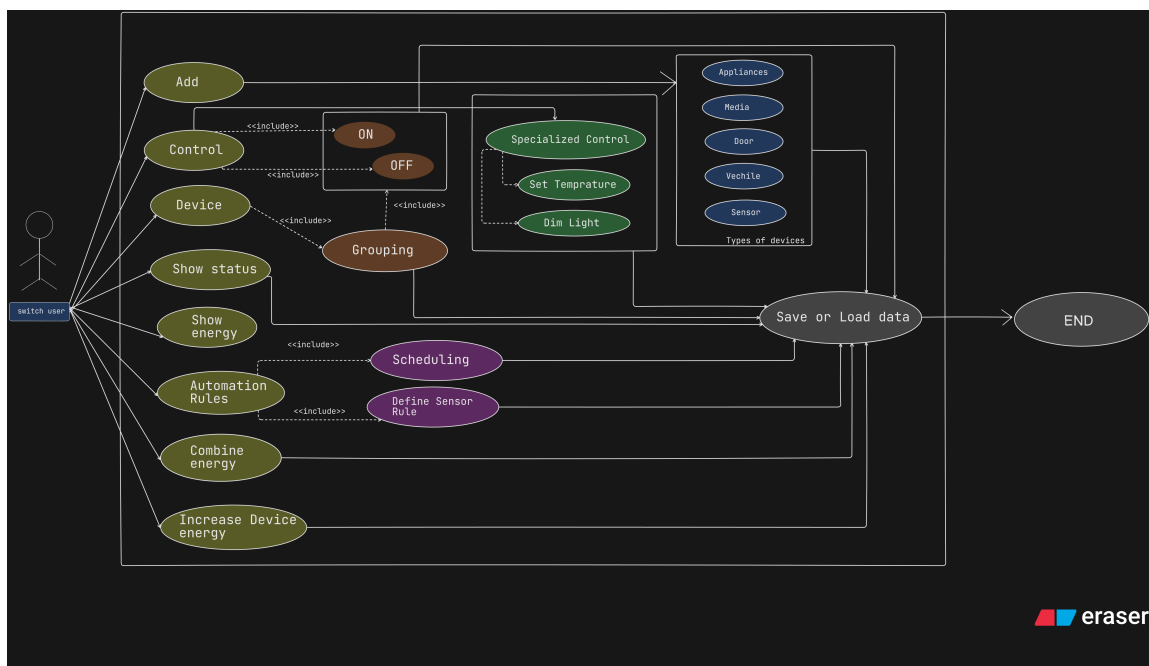 Add
Appliances
Media
<<include>>
ON
Specialized Control
Door
Control
OFF
<<include>>
Vechile
Set Temprature
Device
<<include>>
<<include>>
Sensor
Dim Light
Types of devices
Grouping
Show status
switch user
Show
energy
Save or Load data
END
<<include>>
Scheduling
Automation
Rules
<<include>>
Define Sensor
Rule
Combine
energy
Increase Device
energy
eraser